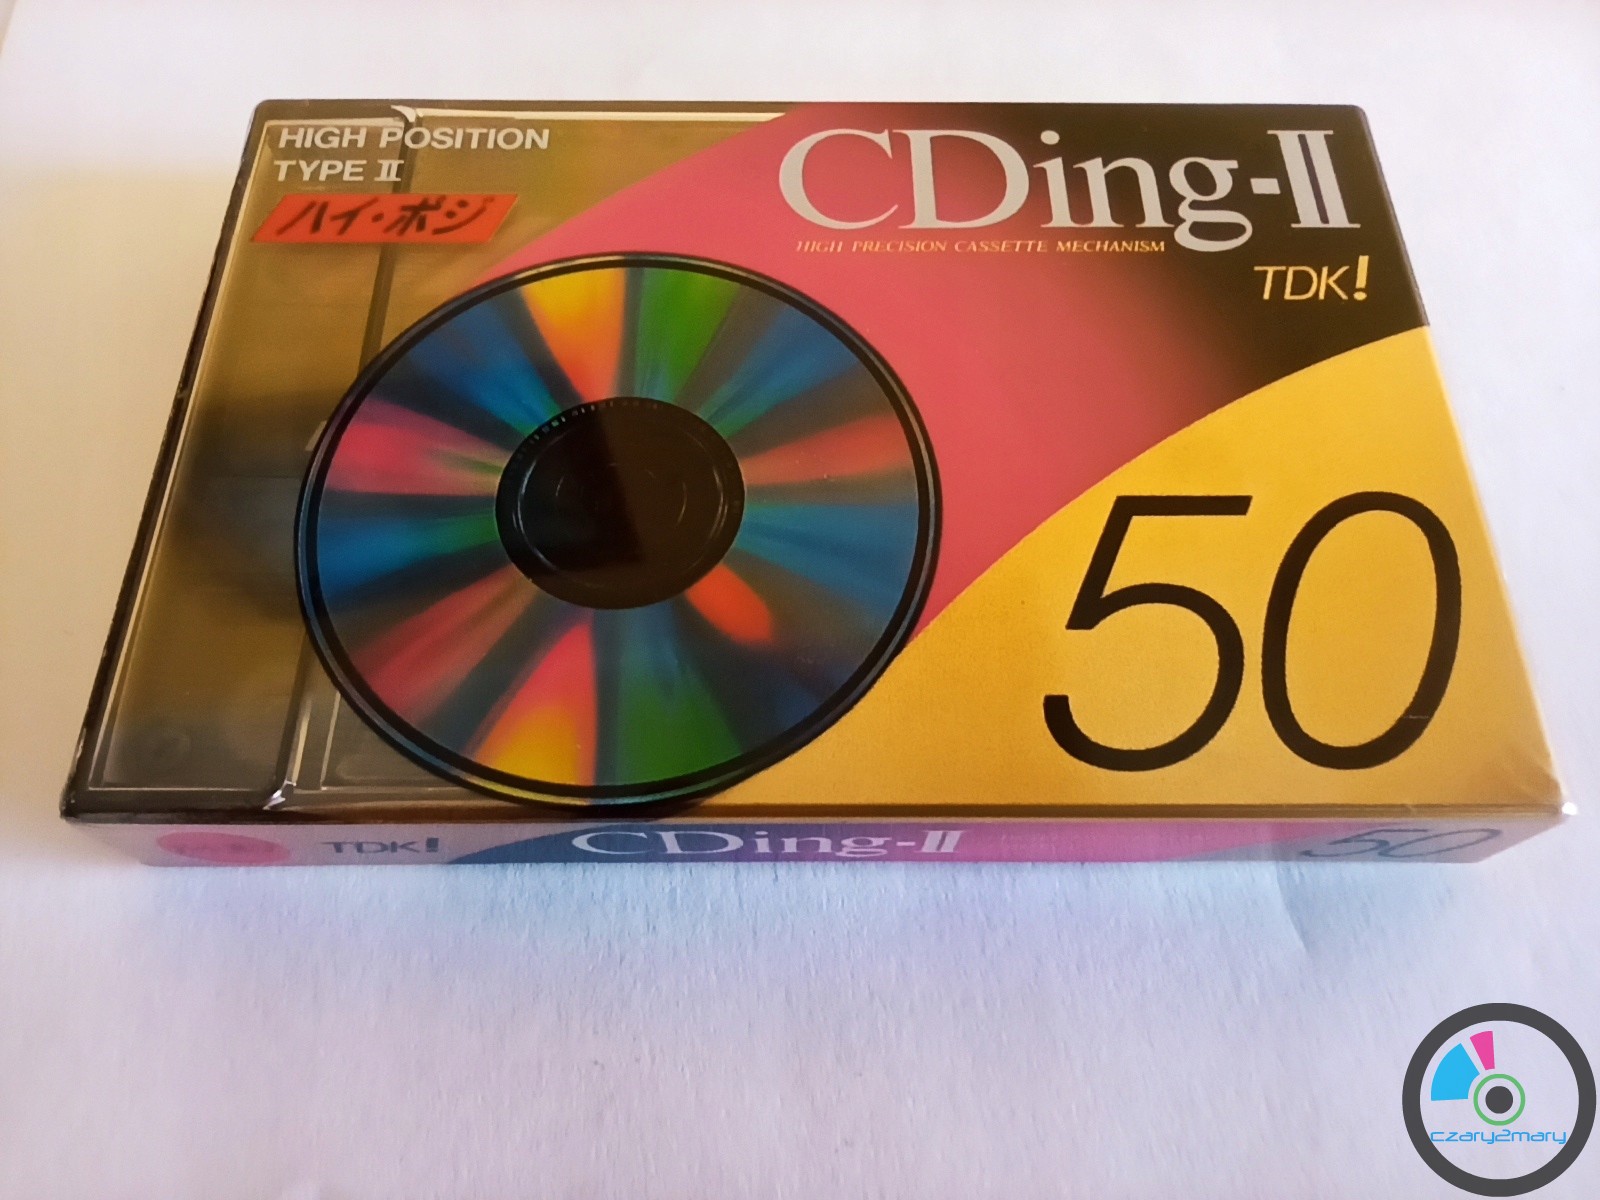 HIGH POSITION
TYPE II
ハイ・ポジ
CDing-II
HIGH PRECISION CASSETTE MECHANISM
TDK!
50
TDK!
CDing-II
50
czary2mary